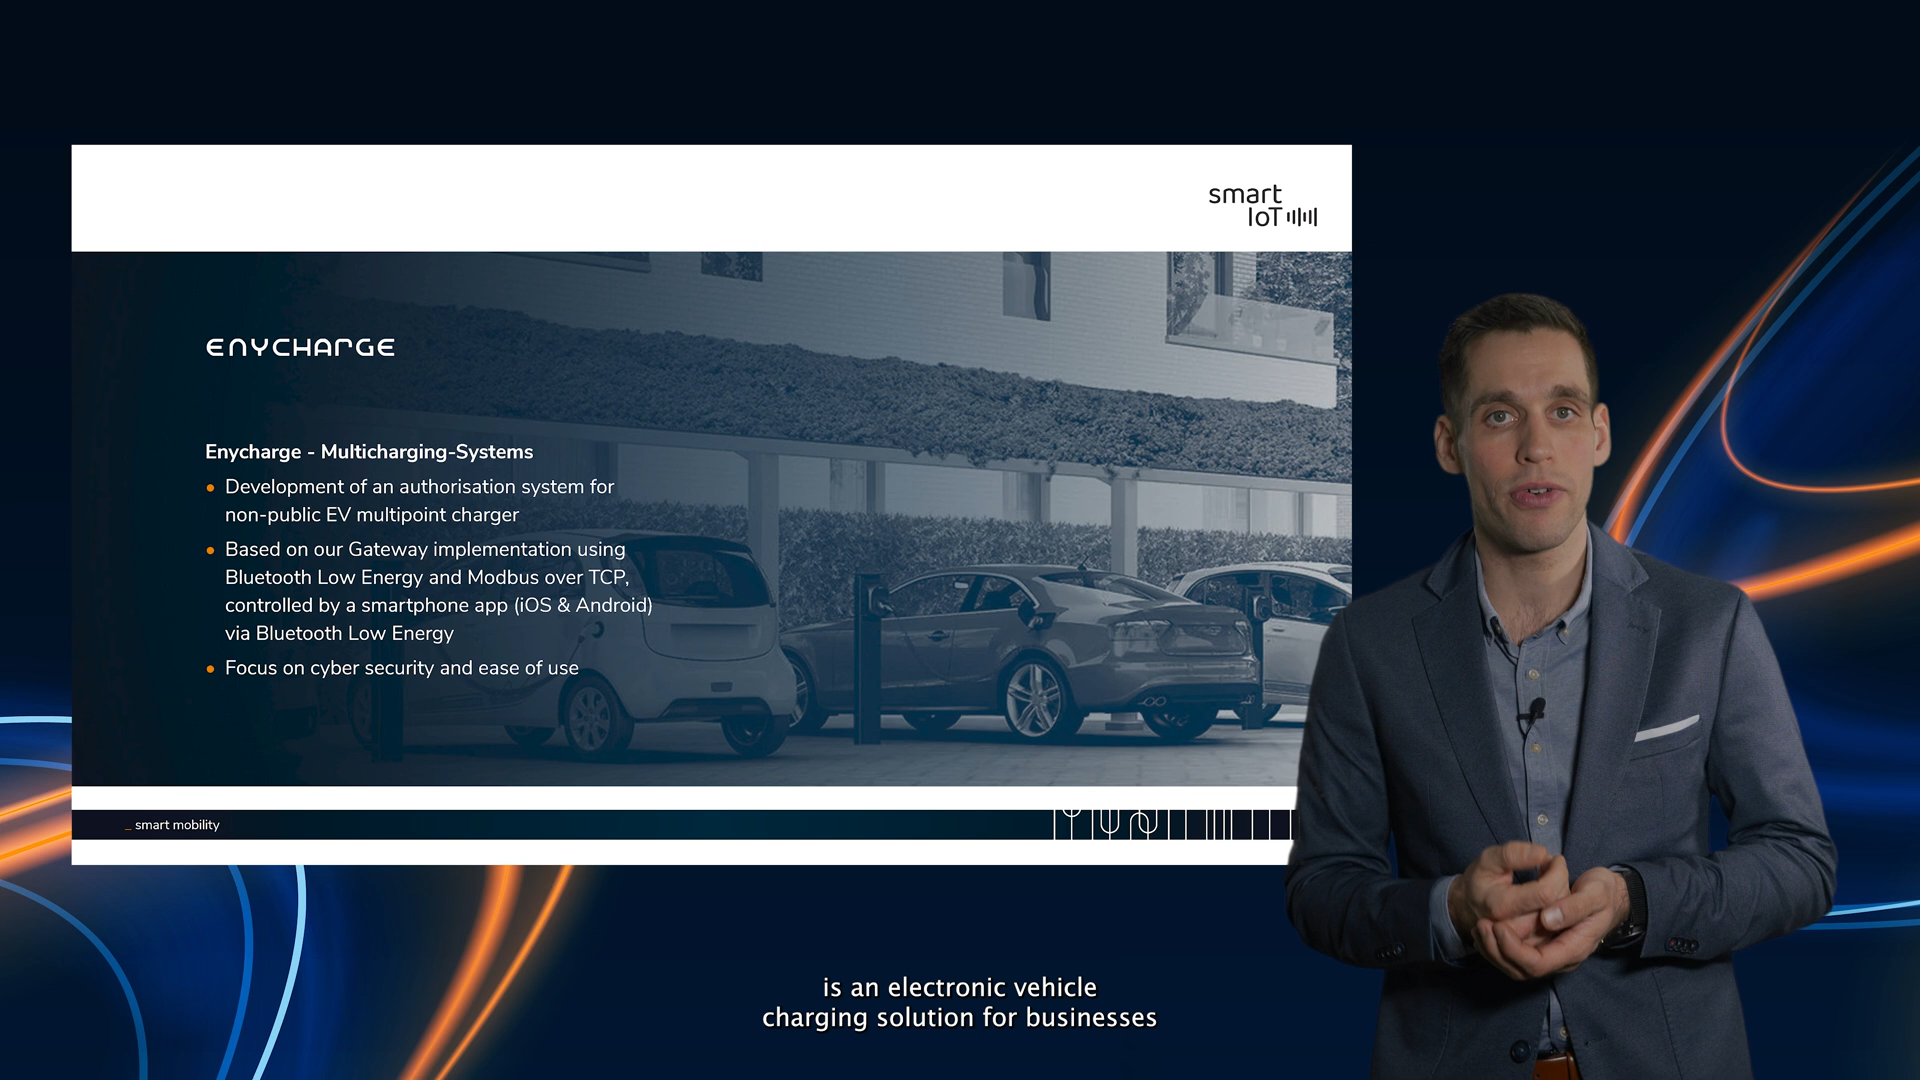 smart
IoT
ENYCHARGE
Enycharge - Multicharging-Systems
• Development of an authorisation system for
non-public EV multipoint charger
• Based on our Gateway implementation using
Bluetooth Low Energy and Modbus over TCP,
controlled by a smartphone app (iOS & Android)
via Bluetooth Low Energy
• Focus on cyber security and ease of use
_ smart mobility
is an electronic vehicle
charging solution for businesses